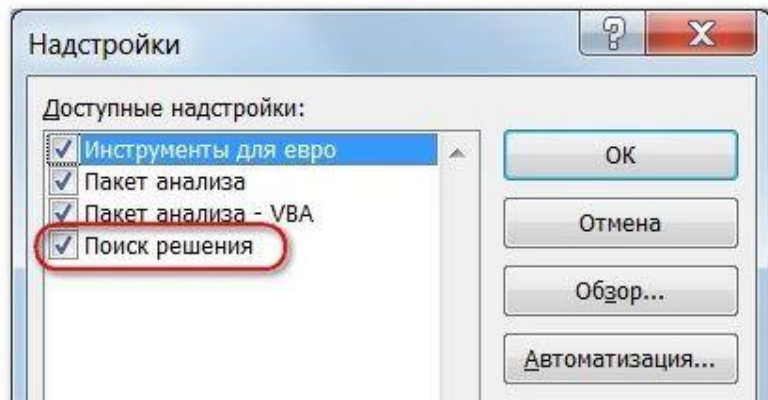 Надстройки
Доступные надстройки:
Инструменты для евро
Пакет анализа
Пакет анализа - VBA
Поиск решения
ОК
Отмена
Обзор...
Автоматизация...